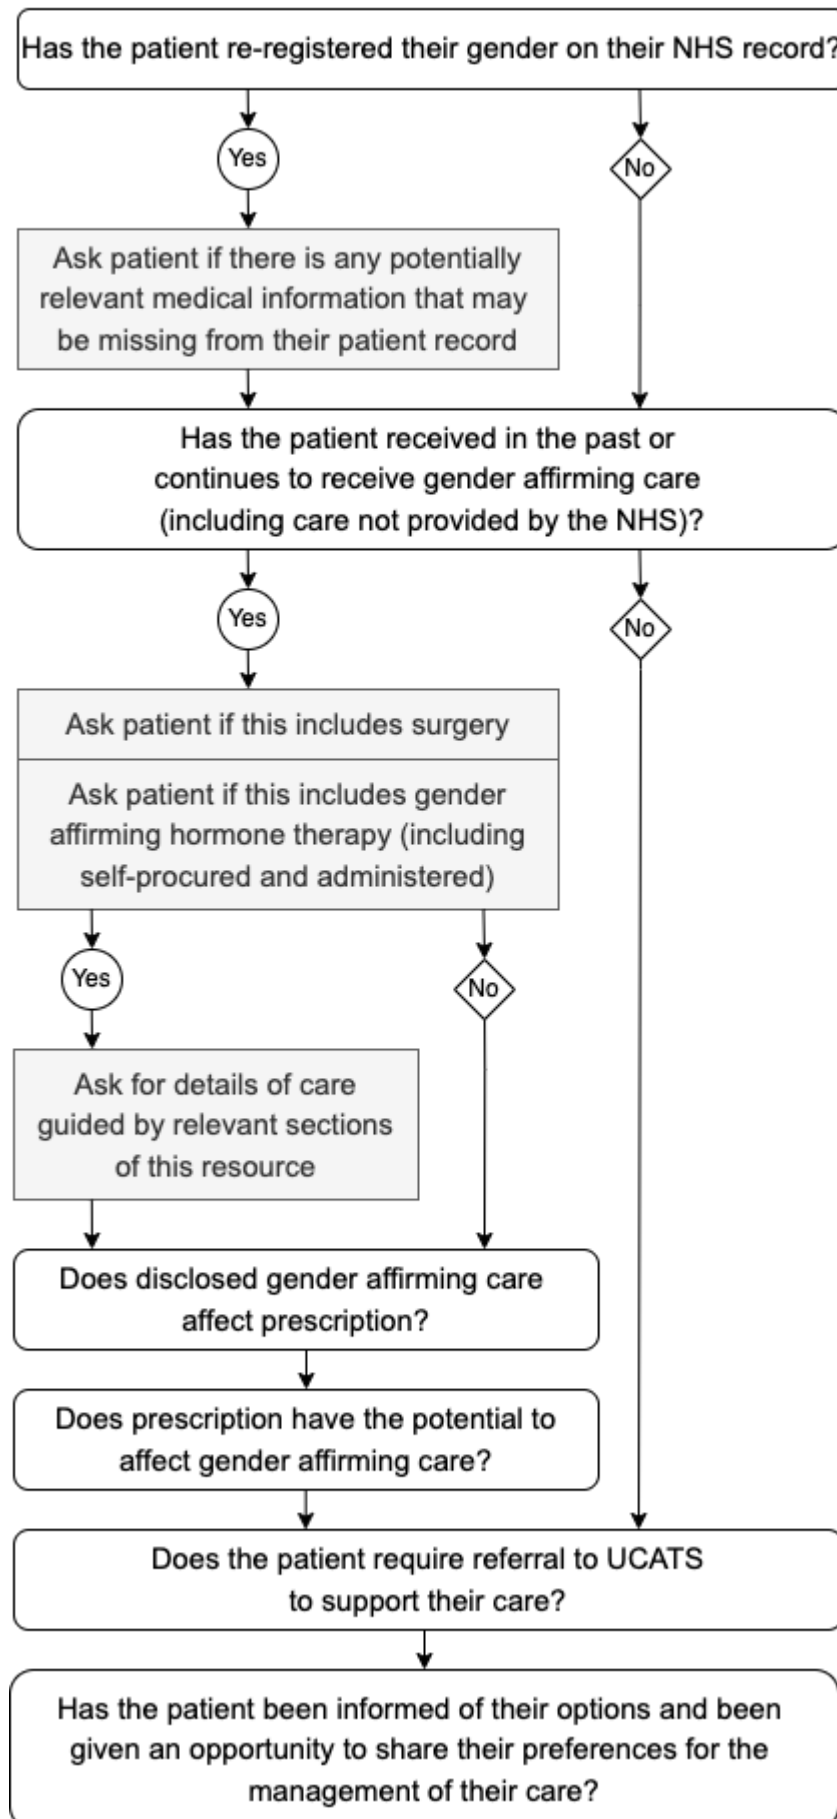 Has the patient re-registered their gender on their NHS record?
Yes
No
Ask patient if there is any potentially
relevant medical information that may
be missing from their patient record
Has the patient received in the past or
continues to receive gender affirming care
(including care not provided by the NHS)?
Yes
No
Ask patient if this includes surgery
Ask patient if this includes gender
affirming hormone therapy (including
self-procured and administered)
Yes
No
Ask for details of care
guided by relevant sections
of this resource
Does disclosed gender affirming care
affect prescription?
Does prescription have the potential to
affect gender affirming care?
Does the patient require referral to UCATS
to support their care?
Has the patient been informed of their options and been
given an opportunity to share their preferences for the
management of their care?